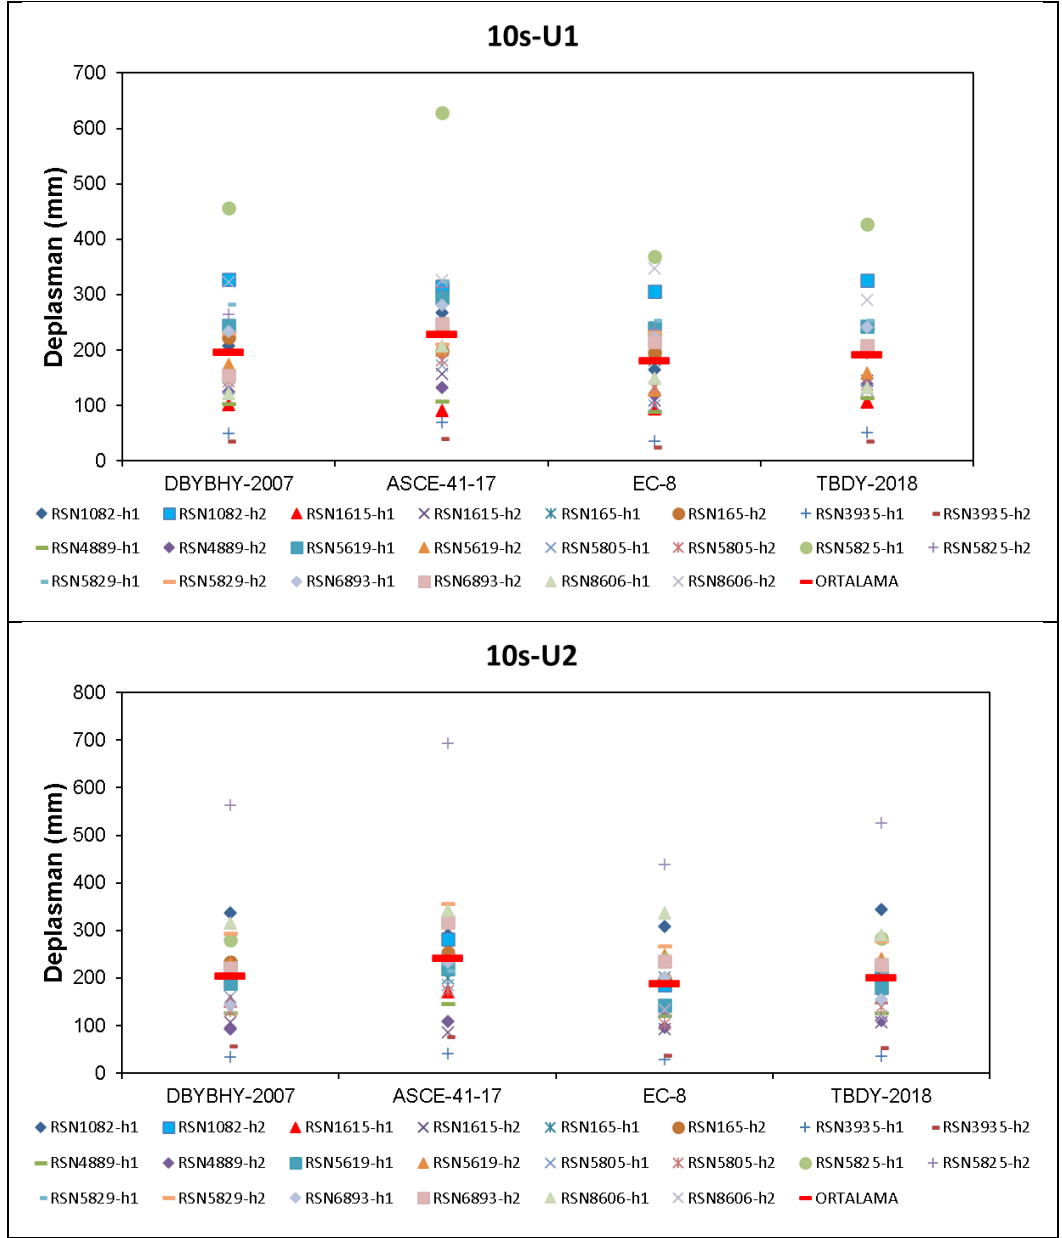 10s-U1
700
600
500
400
300
200
100
0
Deplasman (mm)
DBYBHY-2007 ASCE-41-17 EC-8 TBDY-2018
RSN1082-h1 RSN1082-h2 RSN1615-h1 RSN1615-h2 RSN165-h1 RSN165-h2 RSN3935-h1 RSN3935-h2
RSN4889-h1 RSN4889-h2 RSN5619-h1 RSN5619-h2 RSN5805-h1 RSN5805-h2 RSN5825-h1 RSN5825-h2
RSN5829-h1 RSN5829-h2 RSN6893-h1 RSN6893-h2 RSN8606-h1 RSN8606-h2 ORTALAMA
10s-U2
800
700
600
500
400
300
200
100
0
Deplasman (mm)
DBYBHY-2007 ASCE-41-17 EC-8 TBDY-2018
RSN1082-h1 RSN1082-h2 RSN1615-h1 RSN1615-h2 RSN165-h1 RSN165-h2 RSN3935-h1 RSN3935-h2
RSN4889-h1 RSN4889-h2 RSN5619-h1 RSN5619-h2 RSN5805-h1 RSN5805-h2 RSN5825-h1 RSN5825-h2
RSN5829-h1 RSN5829-h2 RSN6893-h1 RSN6893-h2 RSN8606-h1 RSN8606-h2 ORTALAMA